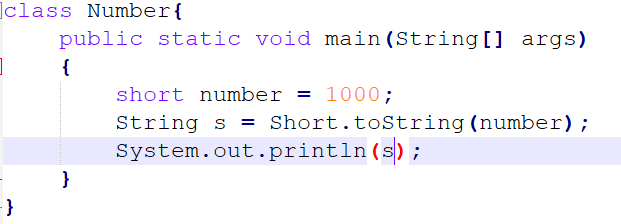 class Number{
    public static void main(String[] args)
    {
        short number = 1000;
        String s = Short.toString(number);
        System.out.println(s);
    }
}